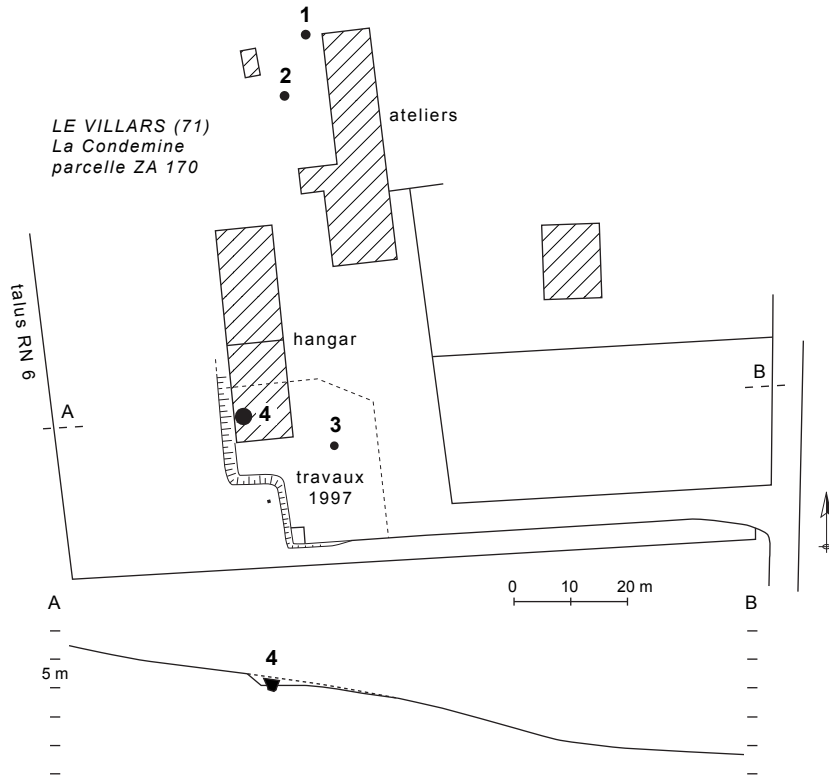 1
2
LE VILLARS (71)
La Condemine
parcelle ZA 170
ateliers
talus RN 6
hangar
A
B
4
3
travaux
1997
0 10 20 m
A
B
4
5 m